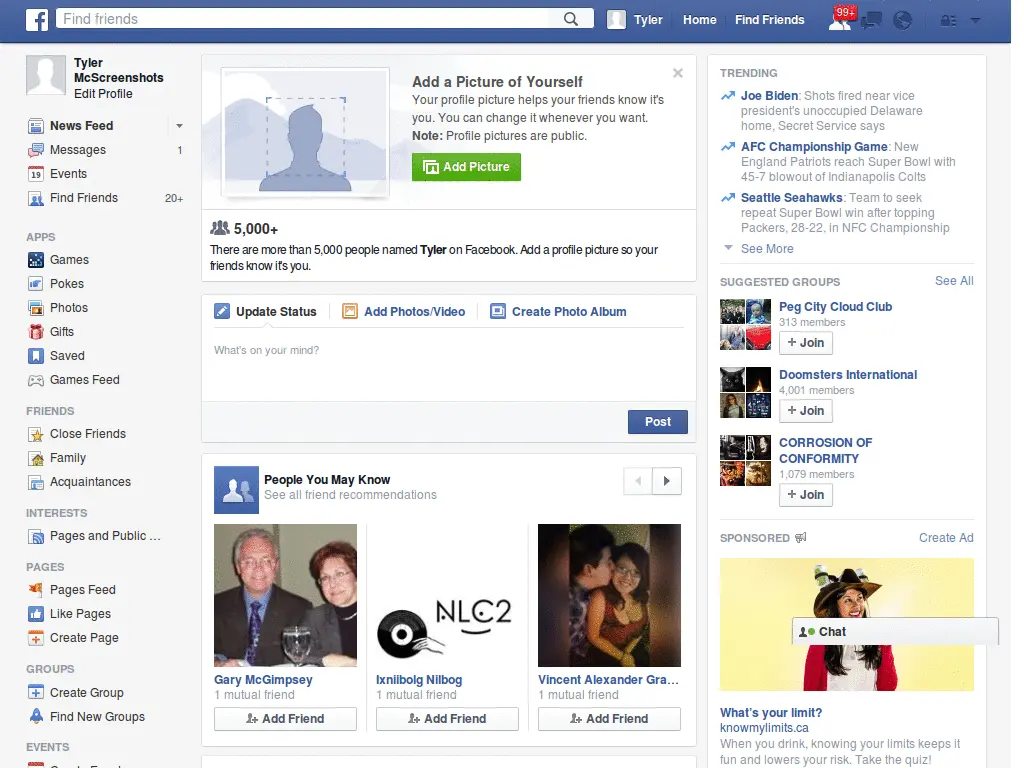 f Find friends Tyler Home Find Friends 99+
Tyler
McScreenshots
Edit Profile
News Feed
Messages 1
19 Events
Find Friends 20+
APPS
Games
Pokes
Photos
Gifts
Saved
Games Feed
FRIENDS
Close Friends
Family
Acquaintances
INTERESTS
Pages and Public ...
PAGES
Pages Feed
Like Pages
Create Page
GROUPS
Create Group
Find New Groups
EVENTS
Add a Picture of Yourself
Your profile picture helps your friends know it's
you. You can change it whenever you want.
Note: Profile pictures are public.
Add Picture
5,000+
There are more than 5,000 people named Tyler on Facebook. Add a profile picture so your
friends know it's you.
Update Status Add Photos/Video Create Photo Album
What's on your mind?
Post
People You May Know
See all friend recommendations
NLC2
Gary McGimpsey
1 mutual friend
Add Friend
Ixniibolg Nilbog
1 mutual friend
Add Friend
Vincent Alexander Gra...
1 mutual friend
Add Friend
TRENDING
Joe Biden: Shots fired near vice
president's unoccupied Delaware
home, Secret Service says
AFC Championship Game: New
England Patriots reach Super Bowl with
45-7 blowout of Indianapolis Colts
Seattle Seahawks: Team to seek
repeat Super Bowl win after topping
Packers, 28-22, in NFC Championship
See More
SUGGESTED GROUPS See All
Peg City Cloud Club
313 members
+ Join
Doomsters International
4,001 members
+ Join
CORROSION OF
CONFORMITY
1,079 members
+ Join
SPONSORED Create Ad
Chat
What's your limit?
knowmylimits.ca
When you drink, knowing your limits keeps it
fun and lowers your risk. Take the quiz!